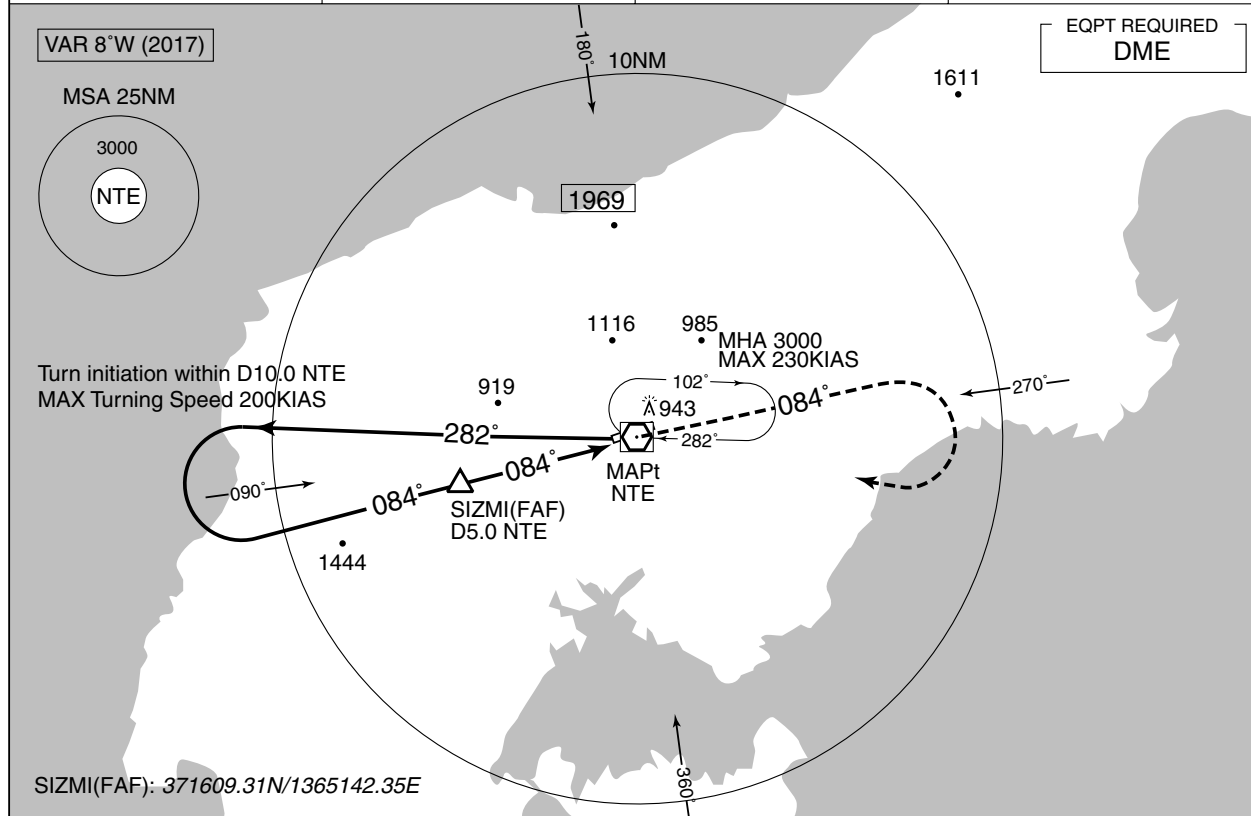 VAR 8°W (2017)
MSA 25NM
3000
NTE
180°
10NM
EQPT REQUIRED
DME
1611
1969
1116
985
MHA 3000
MAX 230KIAS
Turn initiation within D10.0 NTE
MAX Turning Speed 200KIAS
919
102°
943
084°
270°
282°
282°
MAPt
NTE
084°
090°
084°
SIZMI(FAF)
D5.0 NTE
1444
360°
SIZMI(FAF): 371609.31N/1365142.35E